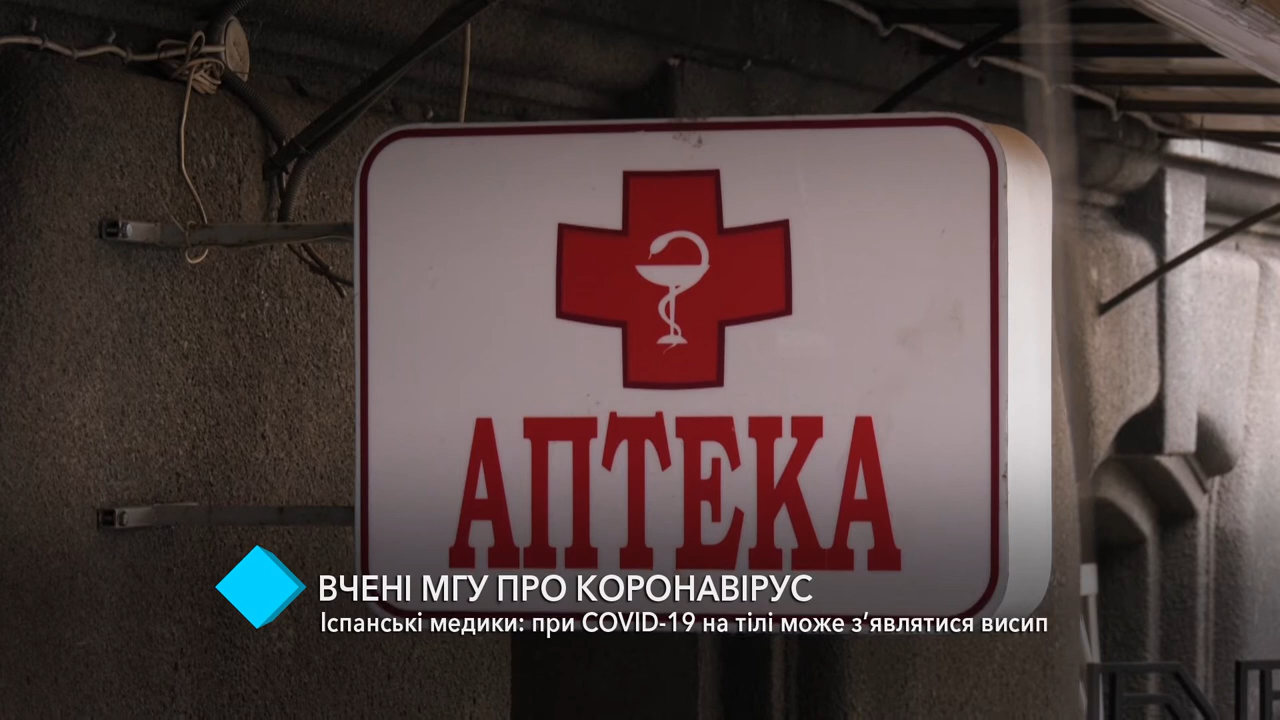 АПТЕКА
ВЧЕНІ МГУ ПРО КОРОНАВІРУС
Іспанські медики: при COVID-19 на тілі може з’являтися висип